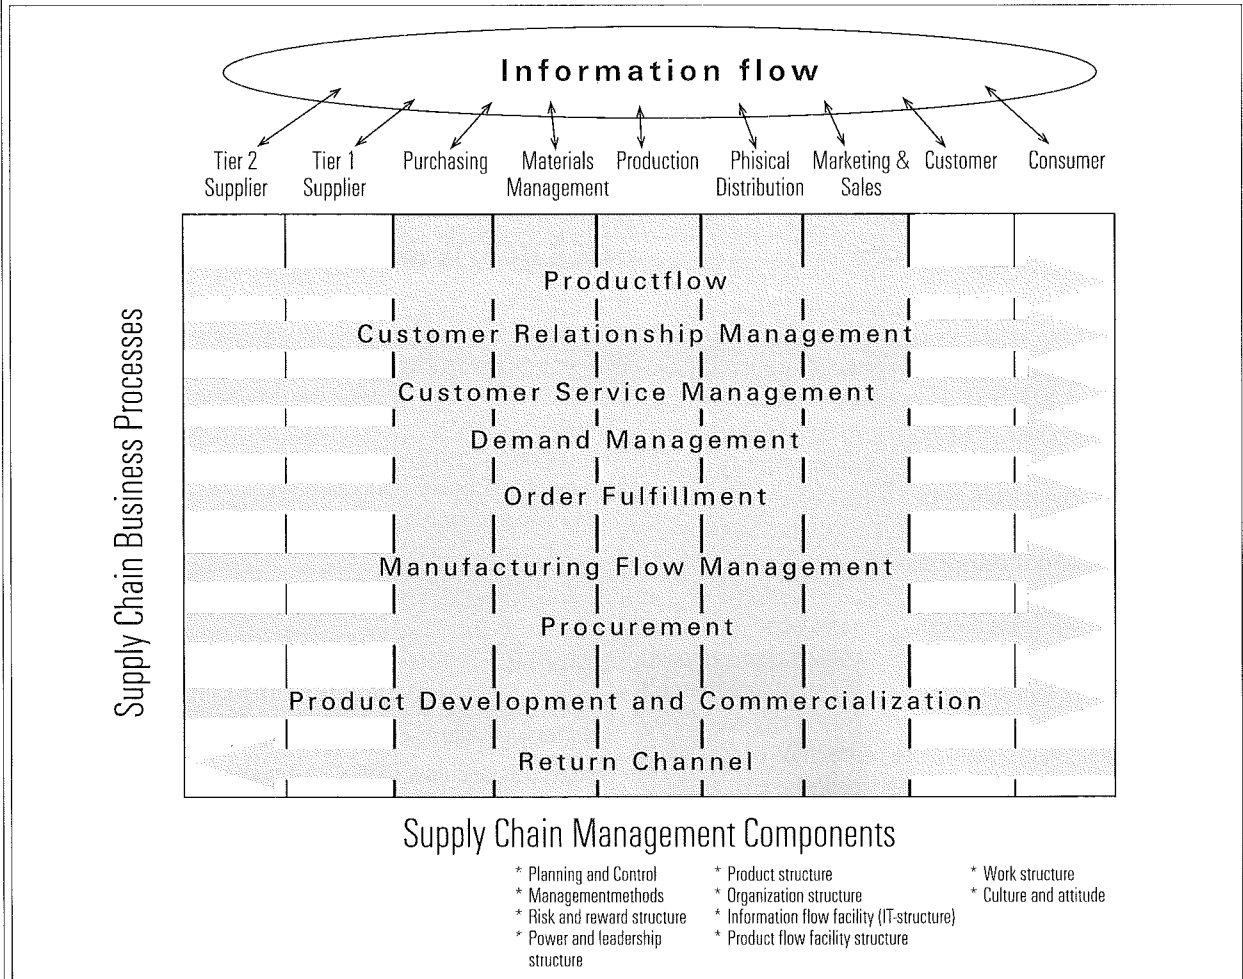 Information flow
Tier 2
Supplier
Tier 1
Supplier
Purchasing
Materials
Management
Production
Phisical
Distribution
Marketing &
Sales
Customer
Consumer
Supply Chain Business Processes
Productflow
Customer Relationship Management
Customer Service Management
Demand Management
Order Fulfillment
Manufacturing Flow Management
Procurement
Product Development and Commercialization
Return Channel
Supply Chain Management Components
* Planning and Control
* Managementmethods
* Risk and reward structure
* Power and leadership
structure
* Product structure
* Organization structure
* Information flow facility (IT-structure)
* Product flow facility structure
* Work structure
* Culture and attitude